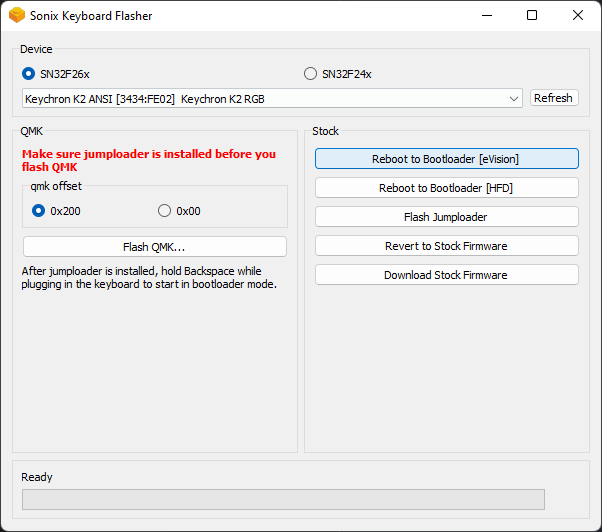 Sonix Keyboard Flasher
Device
SN32F26x
SN32F24x
Keychron K2 ANSI [3434:FE02] Keychron K2 RGB
Refresh
QMK
Make sure jumploader is installed before you
flash QMK
qmk offset
0x200
0x00
Flash QMK...
After jumploader is installed, hold Backspace while
plugging in the keyboard to start in bootloader mode.
Stock
Reboot to Bootloader [eVision]
Reboot to Bootloader [HFD]
Flash Jumploader
Revert to Stock Firmware
Download Stock Firmware
Ready